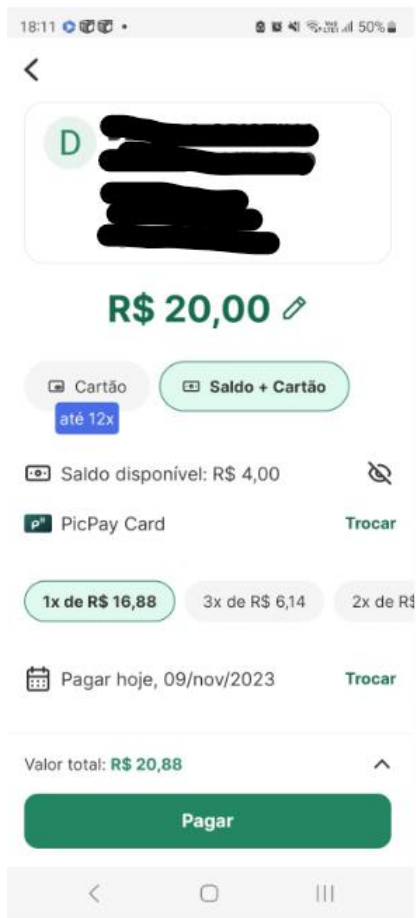 18:11 50%
D
R$ 20,00
Cartão Saldo + Cartão
até 12x
Saldo disponível: R$ 4,00
PicPay Card Trocar
1x de R$ 16,88 3x de R$ 6,14 2x de R$
Pagar hoje, 09/nov/2023 Trocar
Valor total: R$ 20,88
Pagar